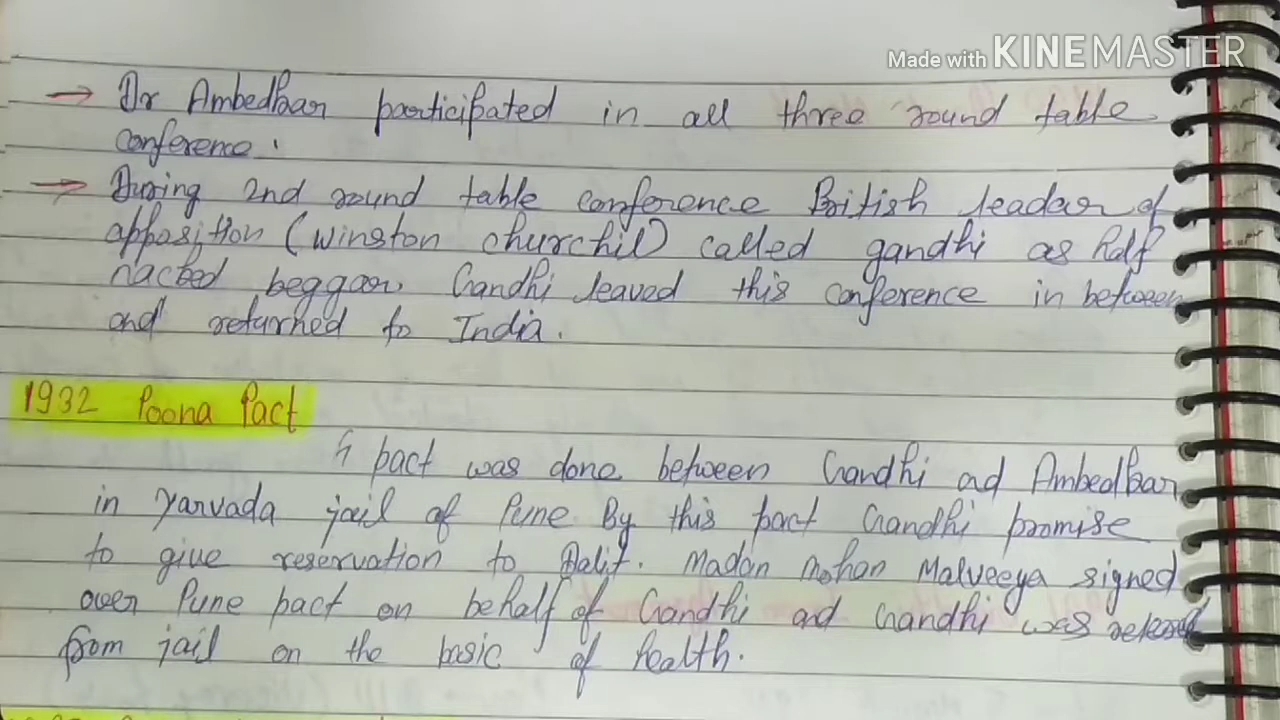 Made with KINEMASTER
→ Dr Ambedkar participated in all three round table
conference.
→ During 2nd round table conference British leader of
apposition (Winston churchil) called gandhi as half
nacked beggar. Gandhi leaved this conference in between
and returned to India.
1932 Poona Pact
↳ pact was done between Gandhi ad Ambedkar
in Yarvada jail of Pune By this pact Gandhi promise
to give reservation to Dalit. Madan Mohan Malveeya signed
over Pune pact on behalf of Gandhi and Gandhi was released
from jail on the basic of health.